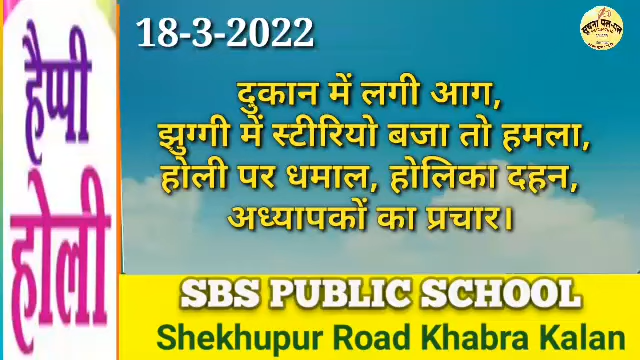 हैप्पी
होली
18-3-2022
दुकान में लगी आग,
झुग्गी में स्टीरियो बजा तो हमला,
होली पर धमाल, होलिका दहन,
अध्यापकों का प्रचार।
SBS PUBLIC SCHOOL
Shekhupur Road Khabra Kalan